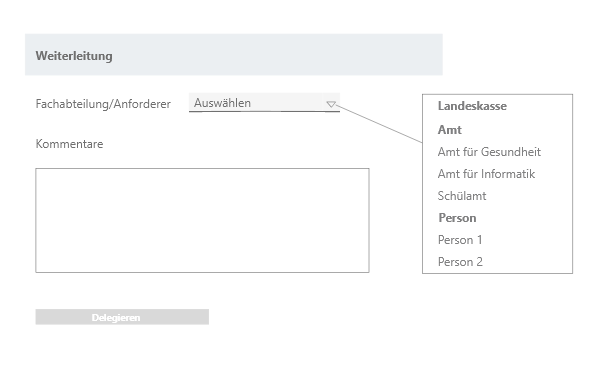 Weiterleitung
Fachabteilung/Anforderer
Auswählen
Kommentare
Delegieren
Landeskasse
Amt
Amt für Gesundheit
Amt für Informatik
Schülamt
Person
Person 1
Person 2